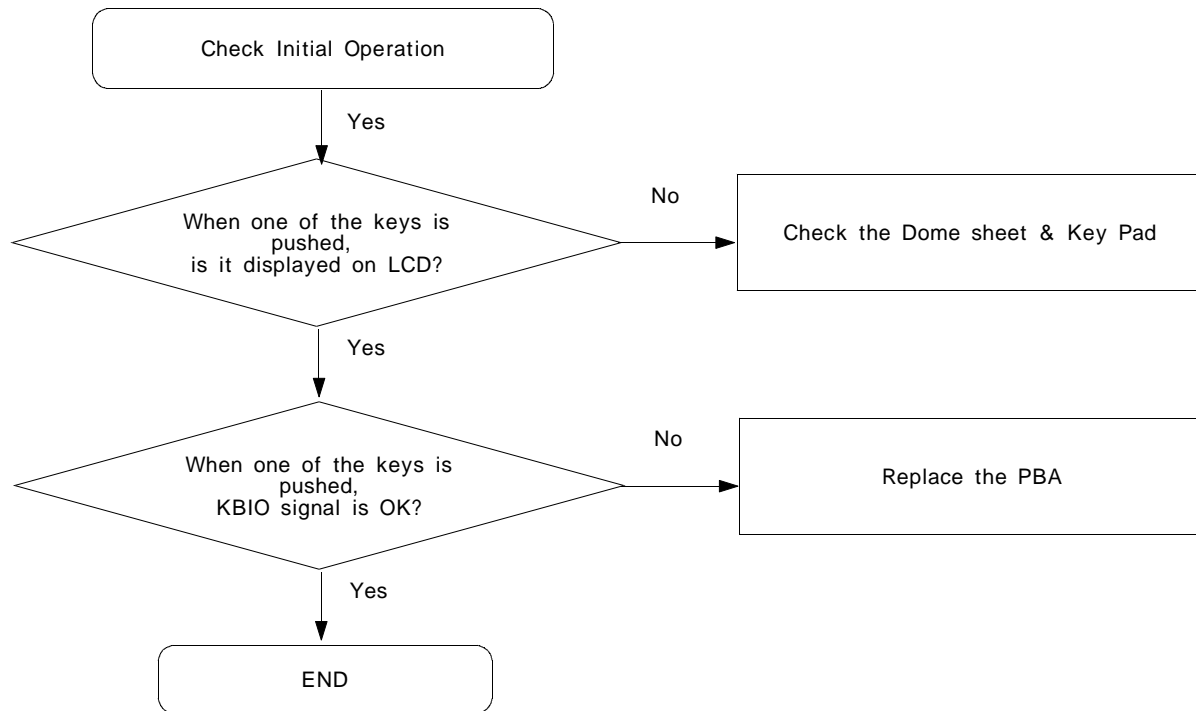 Check Initial Operation
Yes
When one of the keys is
pushed,
is it displayed on LCD?
No
Check the Dome sheet & Key Pad
Yes
When one of the keys is
pushed,
KBIO signal is OK?
No
Replace the PBA
Yes
END